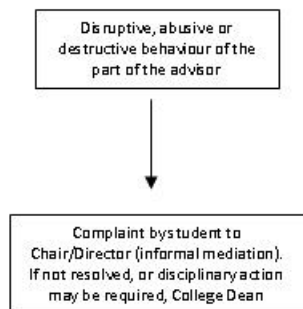 Disruptive, abusive or
destructive behaviour of the
part of the advisor
Complaint by student to
Chair/Director (informal mediation).
If not resolved, or disciplinary action
may be required, College Dean